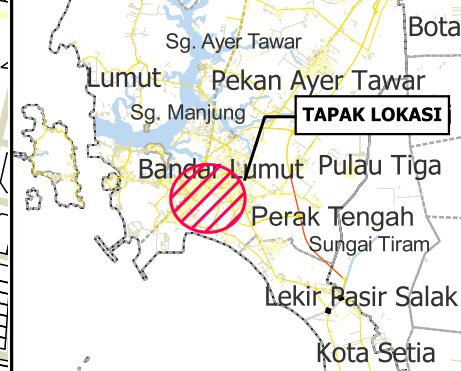 Bota
Sg. Ayer Tawar
Lumut
Pekan Ayer Tawar
Sg. Manjung
TAPAK LOKASI
Bandar Lumut
Pulau Tiga
Perak Tengah
Sungai Tiram
Lekir
Pasir Salak
Kota Setia